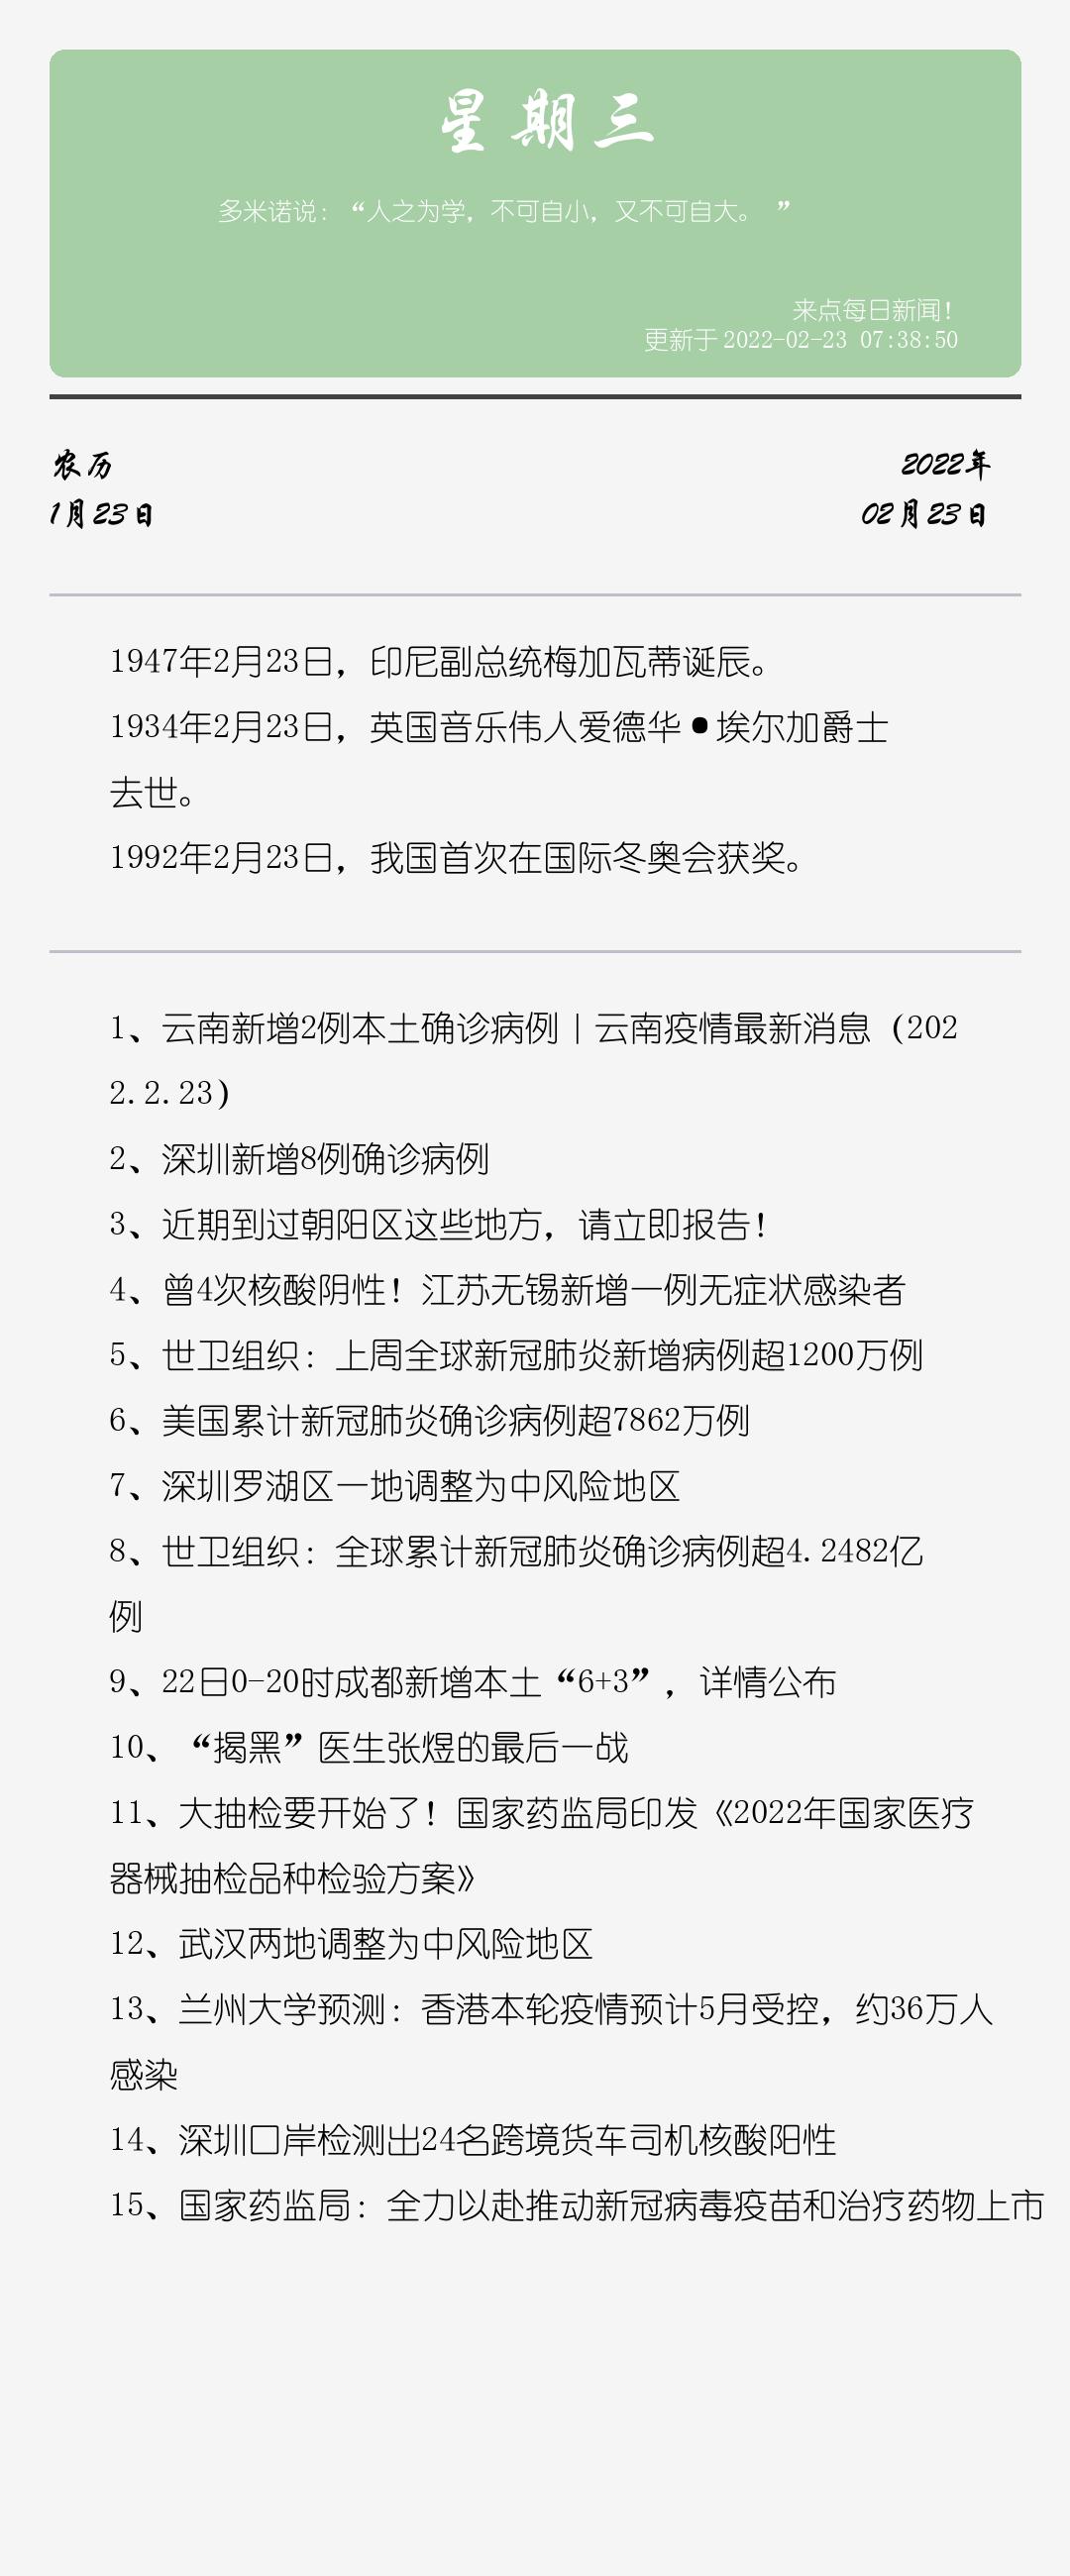 星期三
多米诺说：“人之为学，不可自小，又不可自大。 ”
来点每日新闻！
更新于2022-02-23 07:38:50
农历
2022年
1月23日
02月23日
1947年2月23日，印尼副总统梅加瓦蒂诞辰。
1934年2月23日，英国音乐伟人爱德华•埃尔加爵士
去世。
1992年2月23日，我国首次在国际冬奥会获奖。
1、云南新增2例本土确诊病例丨云南疫情最新消息（202
2.2.23）
2、深圳新增8例确诊病例
3、近期到过朝阳区这些地方，请立即报告！
4、曾4次核酸阴性！江苏无锡新增一例无症状感染者
5、世卫组织：上周全球新冠肺炎新增病例超1200万例
6、美国累计新冠肺炎确诊病例超7862万例
7、深圳罗湖区一地调整为中风险地区
8、世卫组织：全球累计新冠肺炎确诊病例超4.2482亿
例
9、22日0-20时成都新增本土“6+3”，详情公布
10、“揭黑”医生张煜的最后一战
11、大抽检要开始了！国家药监局印发《2022年国家医疗
器械抽检品种检验方案》
12、武汉两地调整为中风险地区
13、兰州大学预测：香港本轮疫情预计5月受控，约36万人
感染
14、深圳口岸检测出24名跨境货车司机核酸阳性
15、国家药监局：全力以赴推动新冠病毒疫苗和治疗药物上市